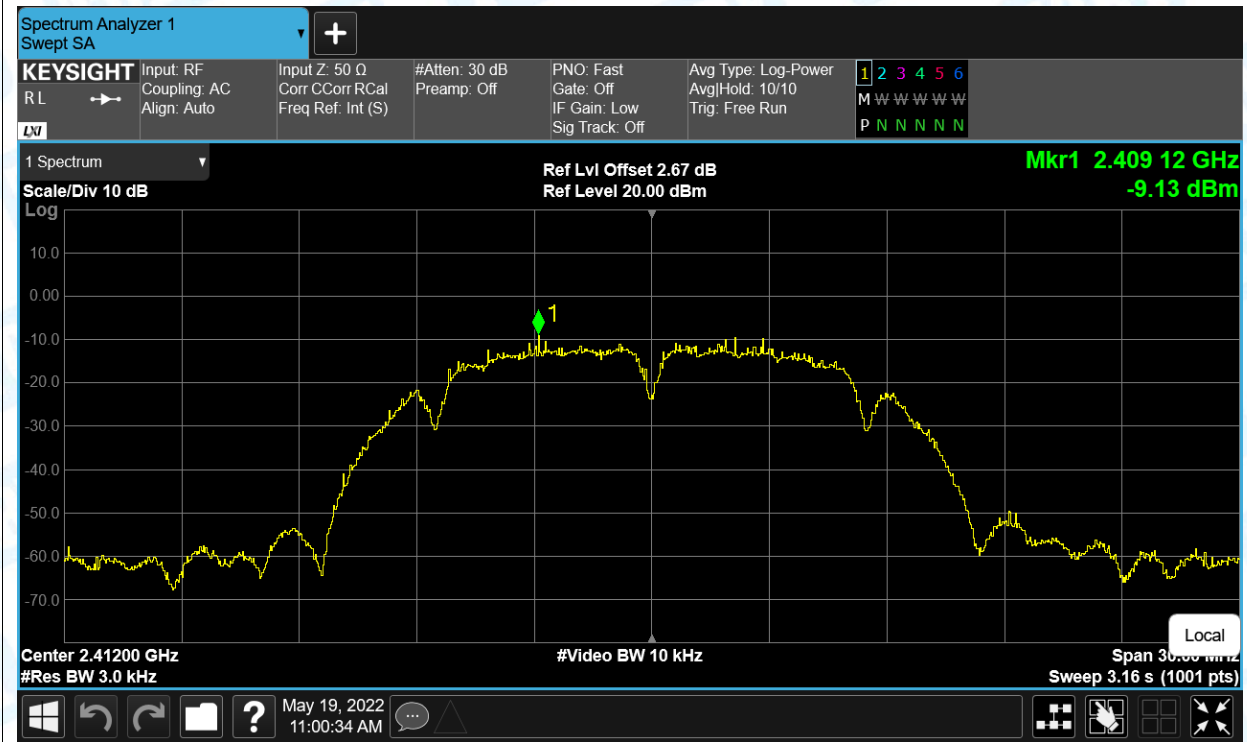 Spectrum Analyzer 1
Swept SA
KEYSIGHT
R L
LXI
Input: RF
Coupling: AC
Align: Auto
Input Z: 50 Ω
Corr CCorr RCal
Freq Ref: Int (S)
#Atten: 30 dB
Preamp: Off
PNO: Fast
Gate: Off
IF Gain: Low
Sig Track: Off
Avg Type: Log-Power
Avg|Hold: 10/10
Trig: Free Run
1 2 3 4 5 6
M W W W W W
P N N N N N
1 Spectrum
Scale/Div 10 dB
Log
Ref Lvl Offset 2.67 dB
Ref Level 20.00 dBm
Mkr1 2.409 12 GHz
-9.13 dBm
10.0
0.00
-10.0
-20.0
-30.0
-40.0
-50.0
-60.0
-70.0
1
Center 2.41200 GHz
#Res BW 3.0 kHz
#Video BW 10 kHz
Local
Span 30.00 MHz
Sweep 3.16 s (1001 pts)
?
May 19, 2022
11:00:34 AM